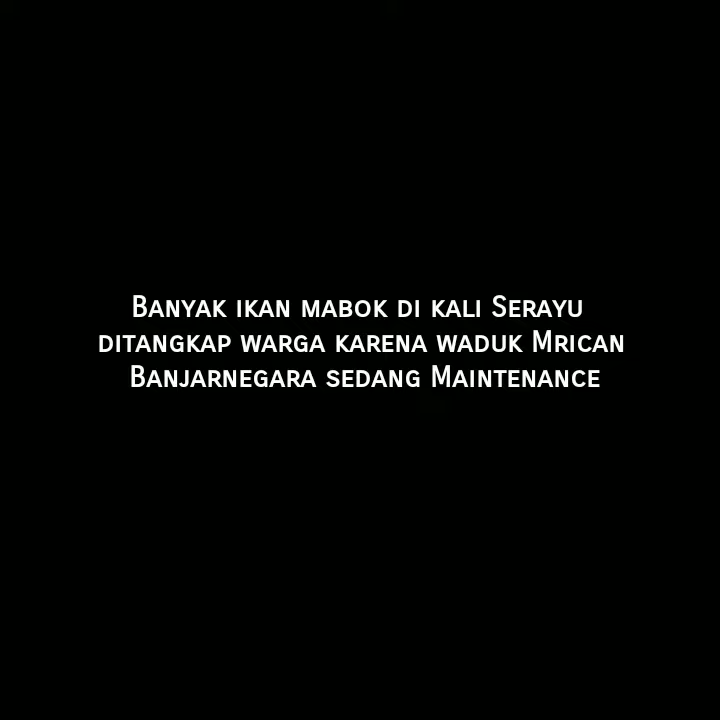 Banyak ikan mabok di kali Serayu
ditangkap warga karena waduk Mrican
Banjarnegara sedang Maintenance